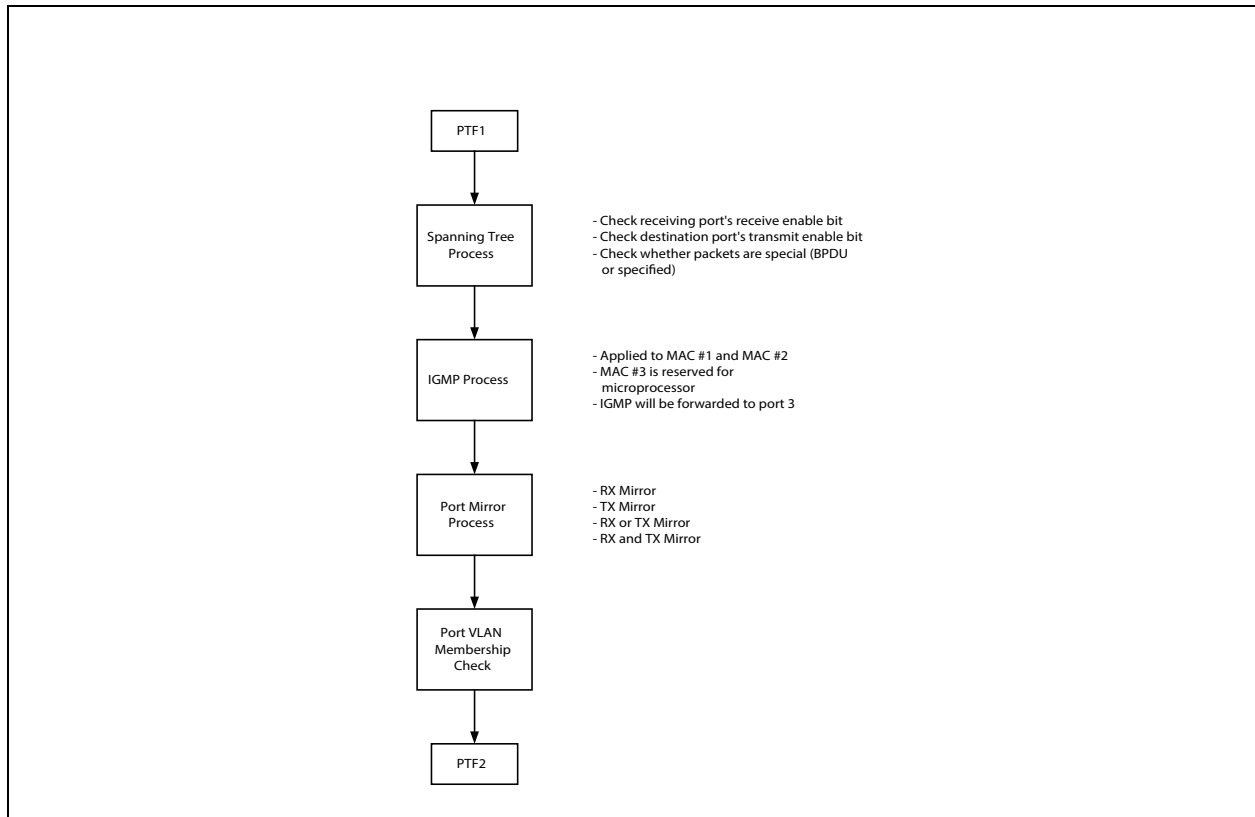 PTF1
Spanning Tree
Process
- Check receiving port's receive enable bit
- Check destination port's transmit enable bit
- Check whether packets are special (BPDU
or specified)
IGMP Process
- Applied to MAC #1 and MAC #2
- MAC #3 is reserved for
microprocessor
- IGMP will be forwarded to port 3
Port Mirror
Process
- RX Mirror
- TX Mirror
- RX or TX Mirror
- RX and TX Mirror
Port VLAN
Membership
Check
PTF2